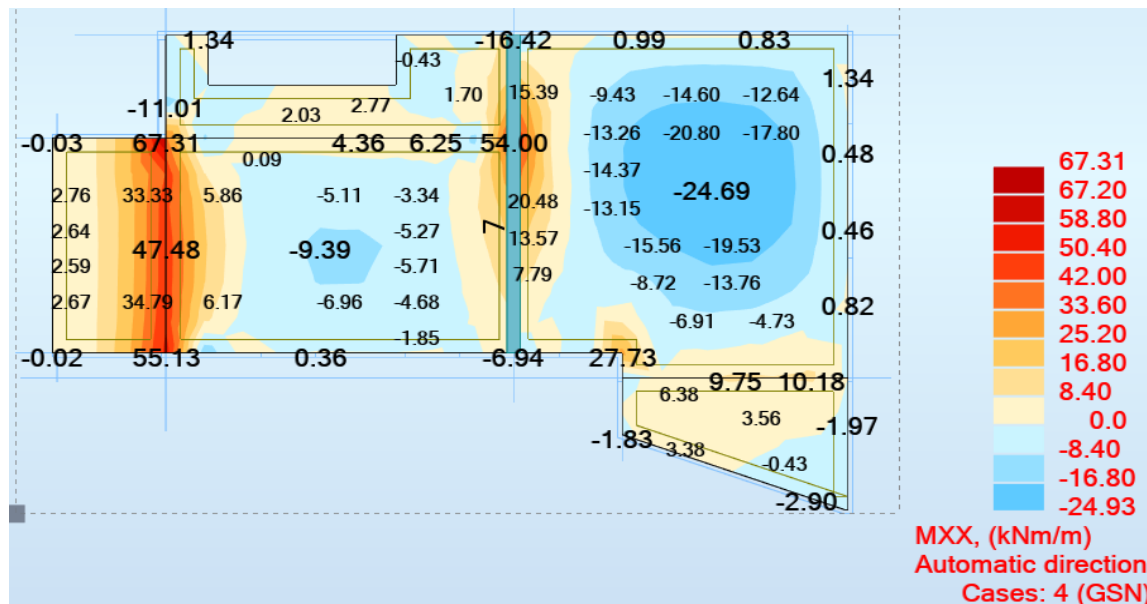 1.34 -16.42 0.99 0.83
-0.43
1.34
1.70 15.39 -9.43 -14.60 -12.64
-11.01 2.03 2.77
-13.26 -20.80 -17.80
-0.03 67.31 4.36 6.25 54.00
0.09 0.48
-14.37
2.76 33.33 5.86 -5.11 -3.34 20.48 -24.69
-13.15
2.64 -5.27 7 13.57 0.46
47.48 -9.39 -15.56 -19.53
2.59 -5.71 7.79
-8.72 -13.76
2.67 34.79 6.17 -6.96 -4.68 0.82
-6.91 -4.73
-1.85
-0.02 55.13 0.36 -6.94 27.73
9.75 10.18
6.38
3.56 -1.97
-1.83 3.38
-0.43
-2.90
67.31
67.20
58.80
50.40
42.00
33.60
25.20
16.80
8.40
0.0
-8.40
-16.80
-24.93
MXX, (kNm/m)
Automatic direction
Cases: 4 (GSN)